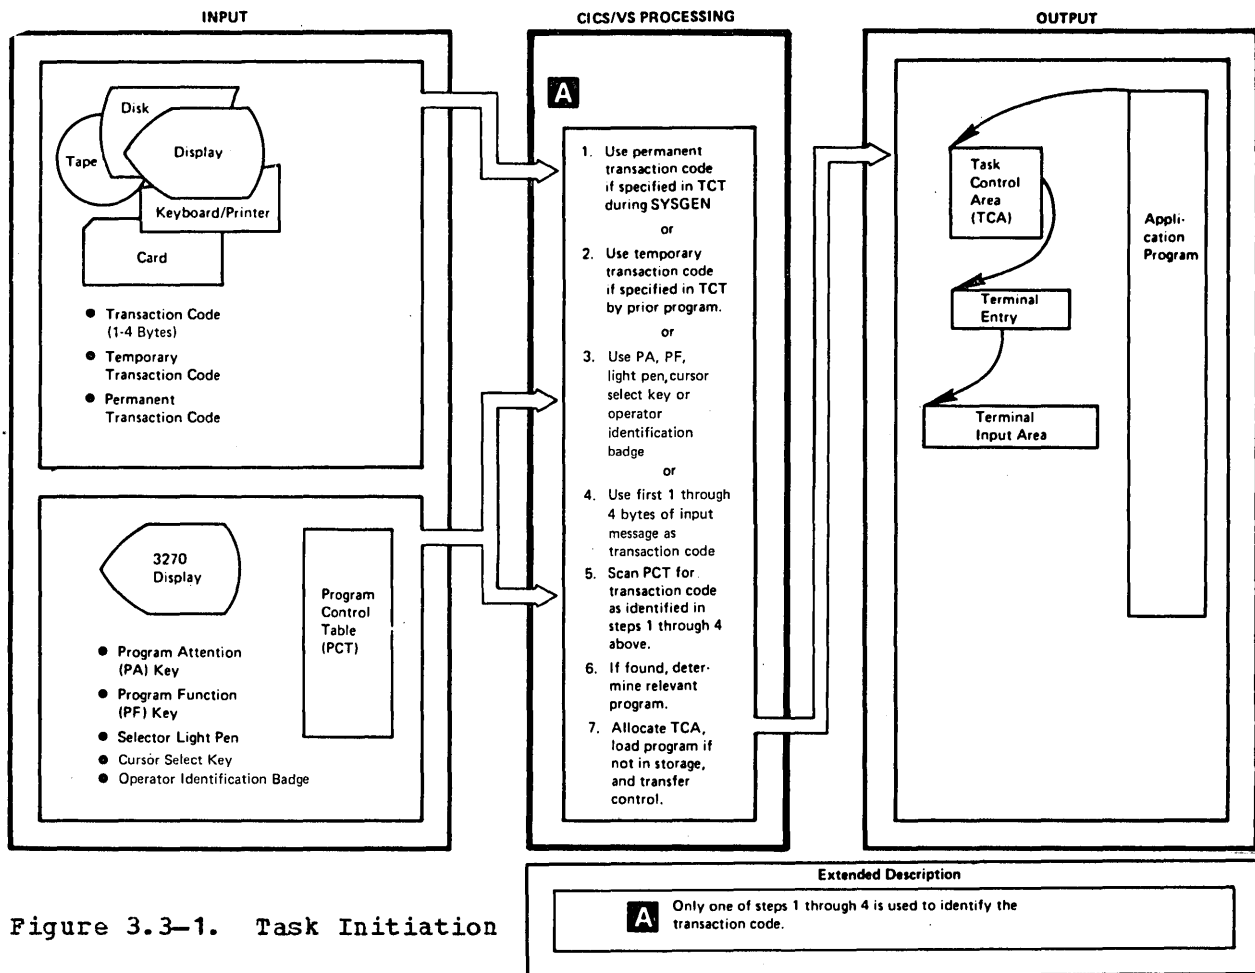 INPUT
Disk
Tape
Display
Keyboard/Printer
Card
● Transaction Code
(1-4 Bytes)
● Temporary
Transaction Code
● Permanent
Transaction Code
3270
Display
Program
Control
Table
(PCT)
● Program Attention
(PA) Key
● Program Function
(PF) Key
● Selector Light Pen
● Cursor Select Key
● Operator Identification Badge
CICS/VS PROCESSING
A
1. Use permanent
transaction code
if specified in TCT
during SYSGEN
or
2. Use temporary
transaction code
if specified in TCT
by prior program.
or
3. Use PA, PF,
light pen, cursor
select key or
operator
identification
badge
or
4. Use first 1 through
4 bytes of input
message as
transaction code
5. Scan PCT for
transaction code
as identified in
steps 1 through 4
above.
6. If found, deter-
mine relevant
program.
7. Allocate TCA,
load program if
not in storage,
and transfer
control.
OUTPUT
Task
Control
Area
(TCA)
Terminal
Entry
Terminal
Input Area
Appli-
cation
Program
Extended Description
A Only one of steps 1 through 4 is used to identify the
transaction code.
Figure 3.3-1. Task Initiation